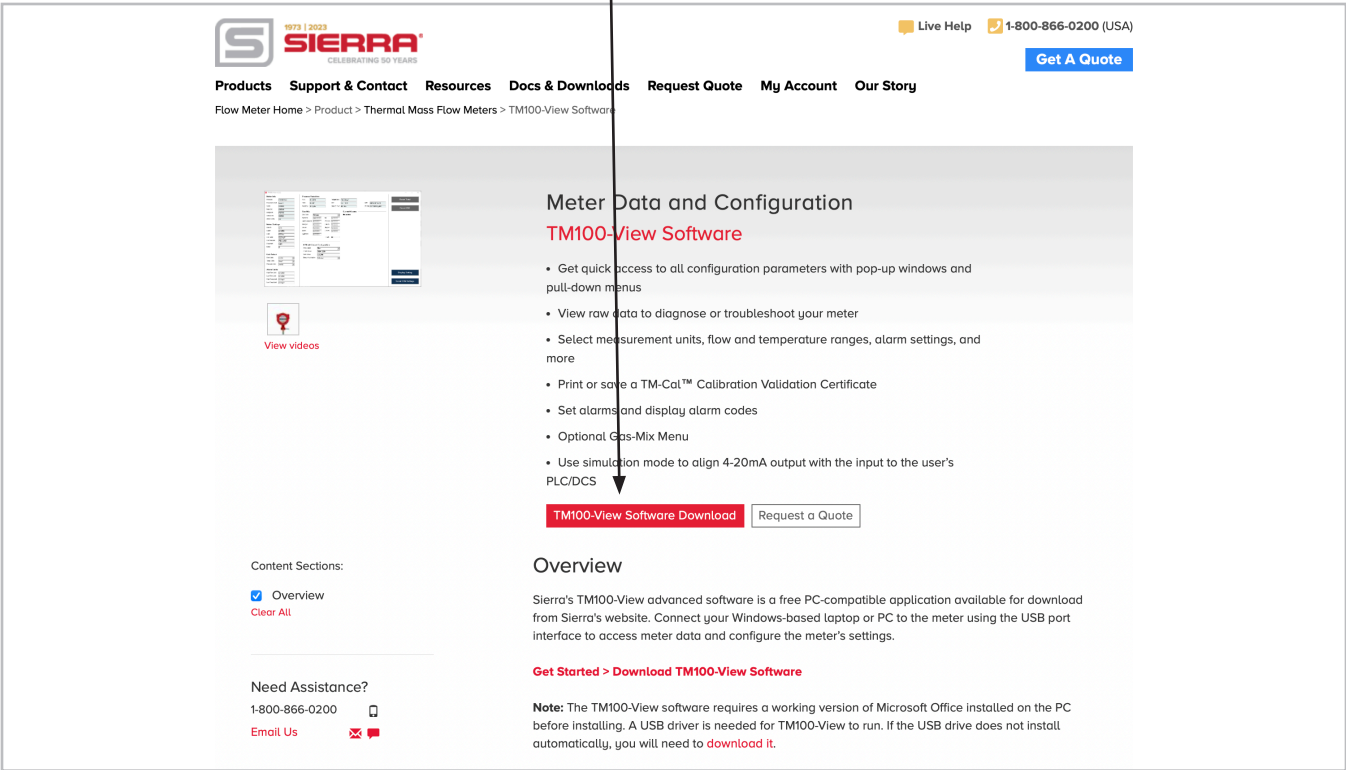 1973 | 2023
SIERRA®
CELEBRATING 50 YEARS
Live Help
1-800-866-0200 (USA)
Get A Quote
Products Support & Contact Resources Docs & Downloads Request Quote My Account Our Story
Flow Meter Home > Product > Thermal Mass Flow Meters > TM100-View Software
Meter Data and Configuration
TM100-View Software
• Get quick access to all configuration parameters with pop-up windows and
pull-down menus
• View raw data to diagnose or troubleshoot your meter
• Select measurement units, flow and temperature ranges, alarm settings, and
more
• Print or save a TM-Cal™ Calibration Validation Certificate
• Set alarms and display alarm codes
• Optional Gas-Mix Menu
• Use simulation mode to align 4-20mA output with the input to the user's
PLC/DCS
TM100-View Software Download
Request a Quote
View videos
Content Sections:
Overview
Clear All
Need Assistance?
1-800-866-0200
Email Us
Overview
Sierra's TM100-View advanced software is a free PC-compatible application available for download
from Sierra's website. Connect your Windows-based laptop or PC to the meter using the USB port
interface to access meter data and configure the meter's settings.
Get Started > Download TM100-View Software
Note: The TM100-View software requires a working version of Microsoft Office installed on the PC
before installing. A USB driver is needed for TM100-View to run. If the USB drive does not install
automatically, you will need to download it.